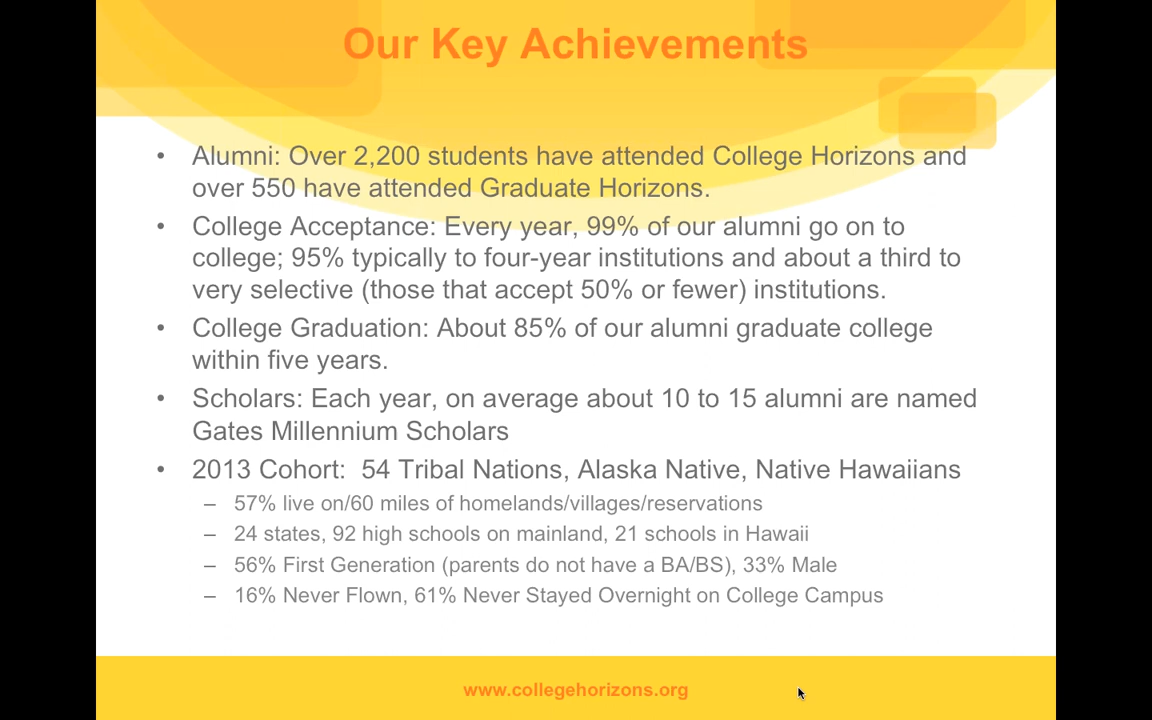 Our Key Achievements
• Alumni: Over 2,200 students have attended College Horizons and
over 550 have attended Graduate Horizons.
• College Acceptance: Every year, 99% of our alumni go on to
college; 95% typically to four-year institutions and about a third to
very selective (those that accept 50% or fewer) institutions.
• College Graduation: About 85% of our alumni graduate college
within five years.
• Scholars: Each year, on average about 10 to 15 alumni are named
Gates Millennium Scholars
• 2013 Cohort:  54 Tribal Nations, Alaska Native, Native Hawaiians
– 57% live on/60 miles of homelands/villages/reservations
– 24 states, 92 high schools on mainland, 21 schools in Hawaii
– 56% First Generation (parents do not have a BA/BS), 33% Male
– 16% Never Flown, 61% Never Stayed Overnight on College Campus
www.collegehorizons.org